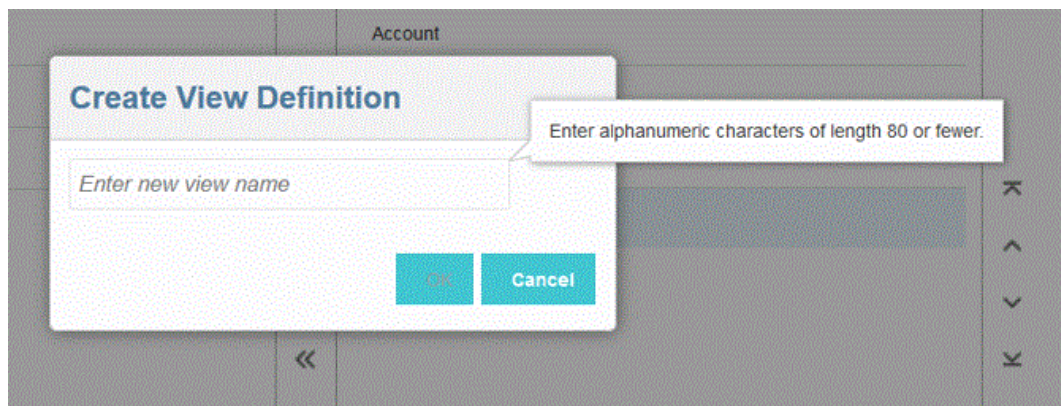 Account
Create View Definition
Enter alphanumeric characters of length 80 or fewer.
Enter new view name
OK
Cancel